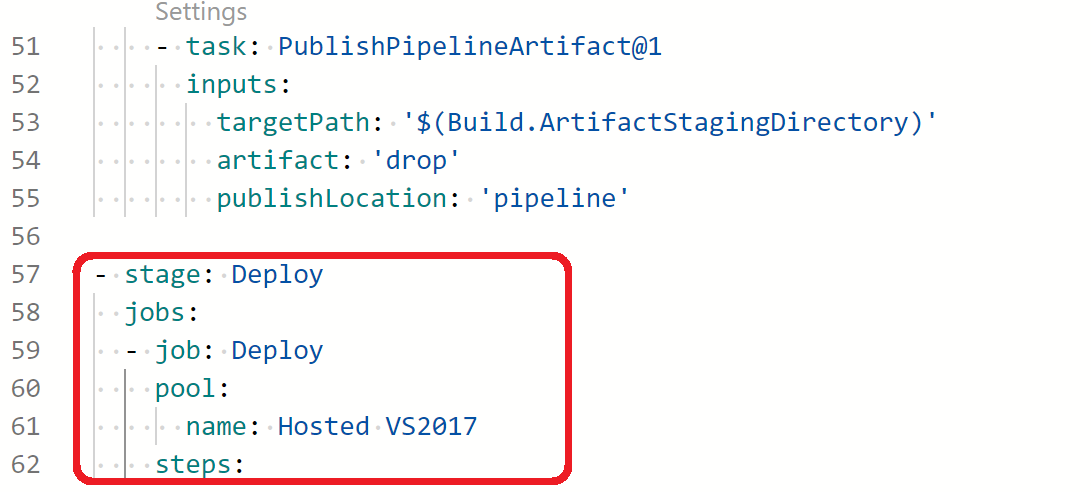 Settings
51 - task: PublishPipelineArtifact@1
52 inputs:
53 targetPath: '$(Build.ArtifactStagingDirectory)'
54 artifact: 'drop'
55 publishLocation: 'pipeline'
56
57 - stage: Deploy
58 jobs:
59 - job: Deploy
60 pool:
61 name: Hosted VS2017
62 steps: